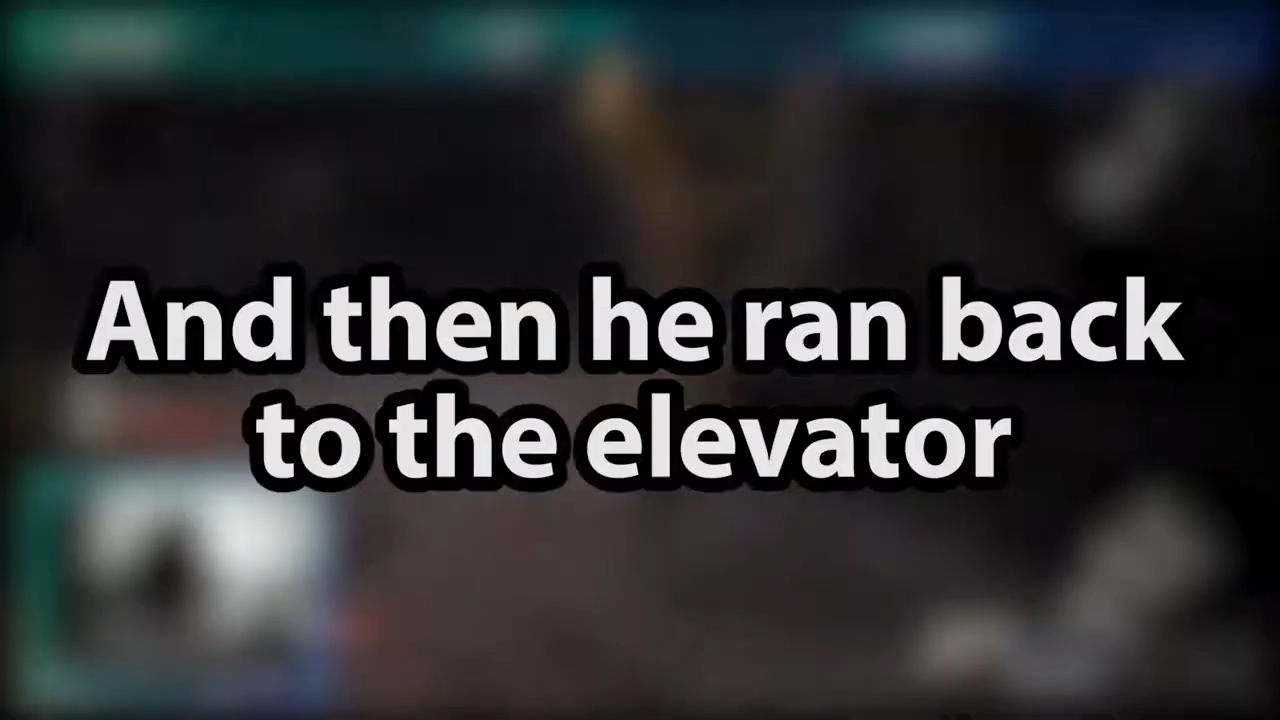 And then he ran back
to the elevator